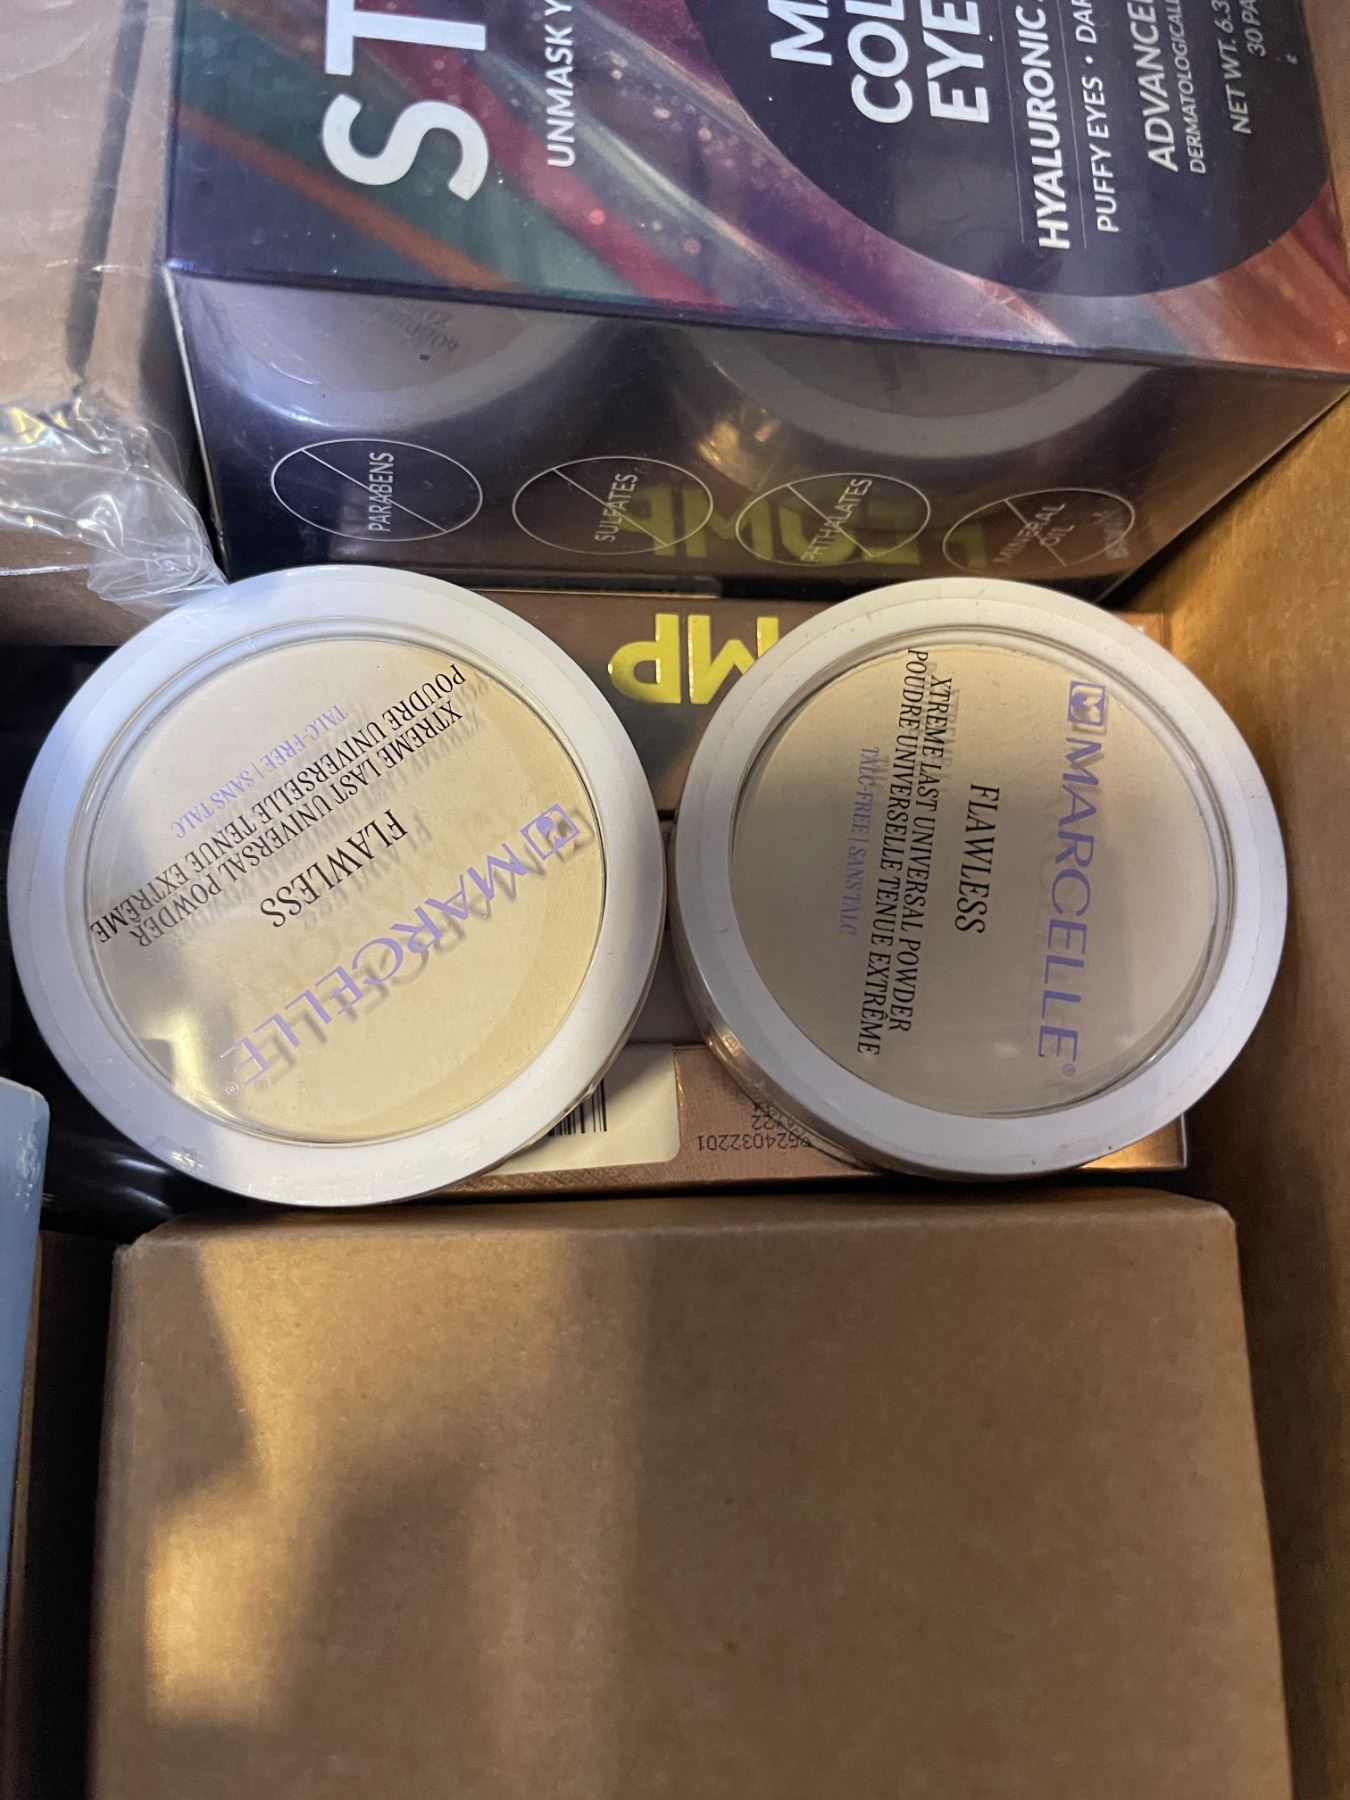 ST
UNMASK Y
COL
EYE
HYALURONIC
PUFFY EYES • DAR
ADVANCE
DERMATOLOGICALL
NET WT. 6.3
30 PA
PARABENS
SULFATES
PHTHALATES
MINERAL
OIL
MP
MARCELLE®
FLAWLESS
XTREME LAST UNIVERSAL POWDER
POUDRE UNIVERSELLE TENUE EXTRÊME
TALC-FREE | SANS TALC
MARCELLE®
FLAWLESS
XTREME LAST UNIVERSAL POWDER
POUDRE UNIVERSELLE TENUE EXTRÊME
TALC-FREE | SANS TALC